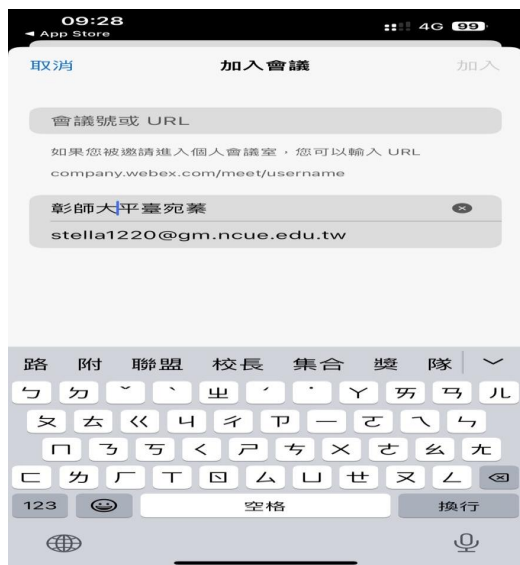 09:28
◀ App Store
4G 99
取消 加入會議 加入
會議號或 URL
如果您被邀請進入個人會議室，您可以輸入 URL
company.webex.com/meet/username
彰師大平臺宛蓁
stella1220@gm.ncue.edu.tw
路 附 聯盟 校長 集合 獎 隊
ㄅ ㄉ ˇ ˋ ㄓ ˊ ˙ ㄚ ㄞ ㄢ ㄦ
ㄆ ㄊ ㄍ ㄐ ㄔ ㄗ ㄧ ㄛ ㄟ ㄣ
ㄇ ㄋ ㄎ ㄑ ㄕ ㄘ ㄨ ㄜ ㄠ ㄤ
ㄈ ㄌ ㄏ ㄒ ㄖ ㄙ ㄩ ㄝ ㄡ ㄥ
123 空格 換行